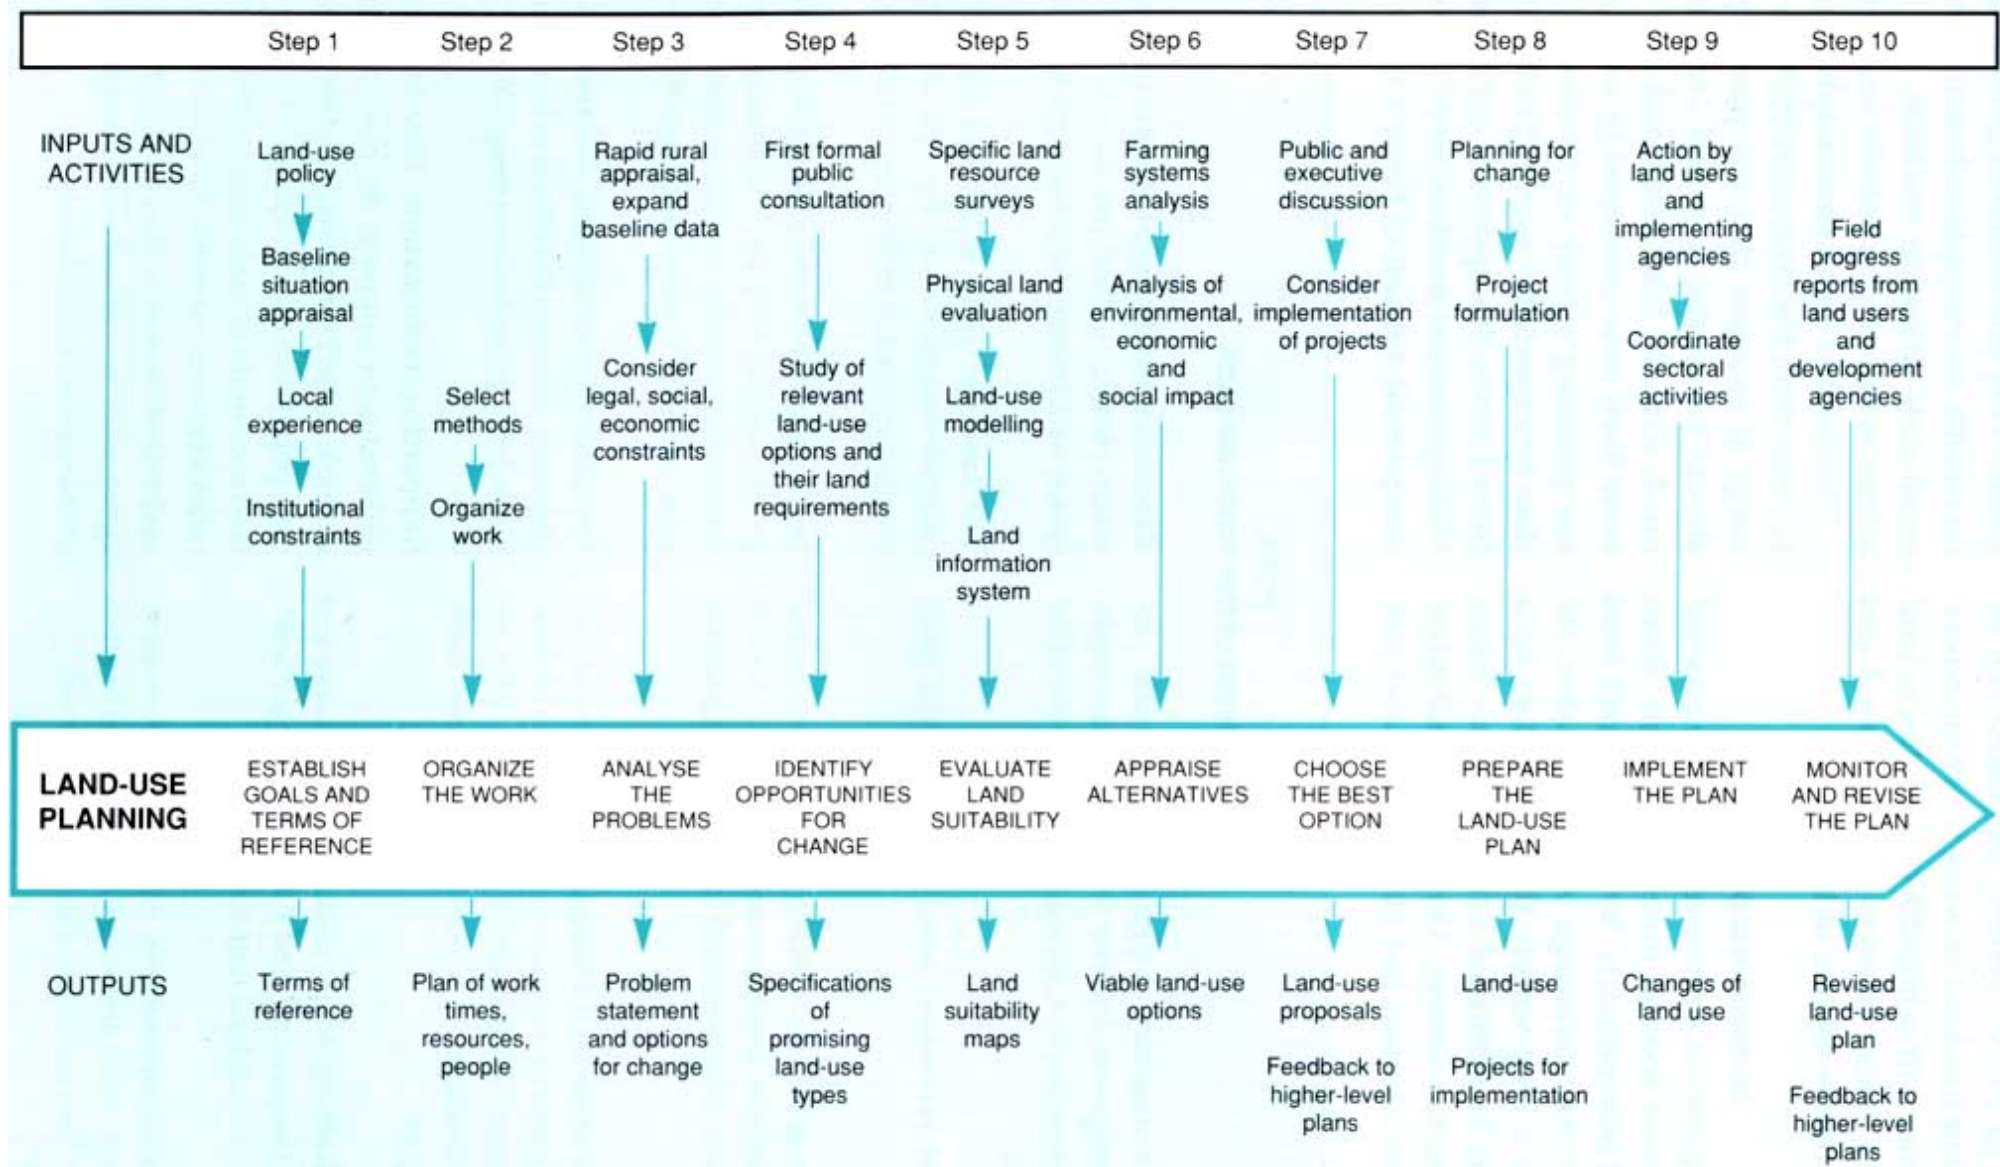 Step 1 Step 2 Step 3 Step 4 Step 5 Step 6 Step 7 Step 8 Step 9 Step 10
INPUTS AND
ACTIVITIES
Land-use
policy
Baseline
situation
appraisal
Local
experience
Institutional
constraints
Select
methods
Organize
work
Rapid rural
appraisal,
expand
baseline data
Consider
legal, social,
economic
constraints
First formal
public
consultation
Study of
relevant
land-use
options and
their land
requirements
Specific land
resource
surveys
Physical land
evaluation
Land-use
modelling
Land
information
system
Farming
systems
analysis
Analysis of
environmental,
economic
and
social impact
Public and
executive
discussion
Consider
implementation
of projects
Planning for
change
Project
formulation
Action by
land users
and
implementing
agencies
Coordinate
sectoral
activities
Field
progress
reports from
land users
and
development
agencies
LAND-USE
PLANNING
ESTABLISH
GOALS AND
TERMS OF
REFERENCE
ORGANIZE
THE WORK
ANALYSE
THE
PROBLEMS
IDENTIFY
OPPORTUNITIES
FOR
CHANGE
EVALUATE
LAND
SUITABILITY
APPRAISE
ALTERNATIVES
CHOOSE
THE BEST
OPTION
PREPARE
THE
LAND-USE
PLAN
IMPLEMENT
THE PLAN
MONITOR
AND REVISE
THE PLAN
OUTPUTS
Terms of
reference
Plan of work
times,
resources,
people
Problem
statement
and options
for change
Specifications
of
promising
land-use
types
Land
suitability
maps
Viable land-use
options
Land-use
proposals
Feedback to
higher-level
plans
Land-use
Projects for
implementation
Changes of
land use
Revised
land-use
plan
Feedback to
higher-level
plans